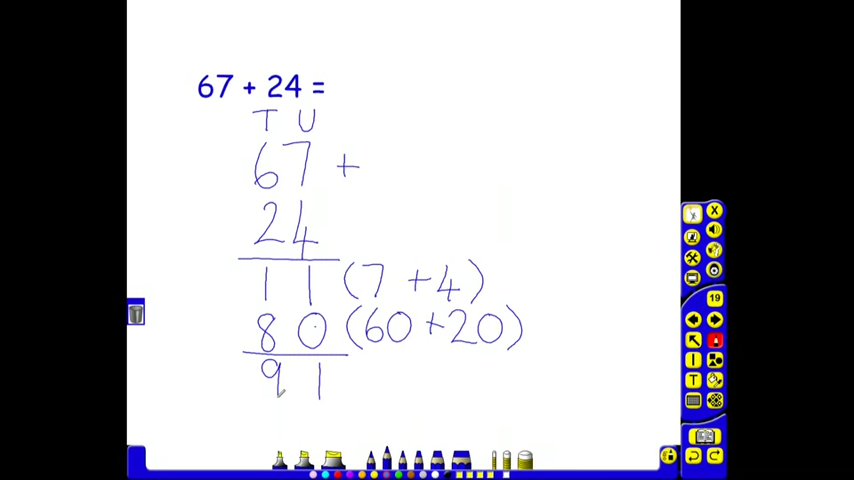 67 + 24 =
T U
67 +
24
11 (7 + 4)
80 (60 + 20)
91
19
X
T